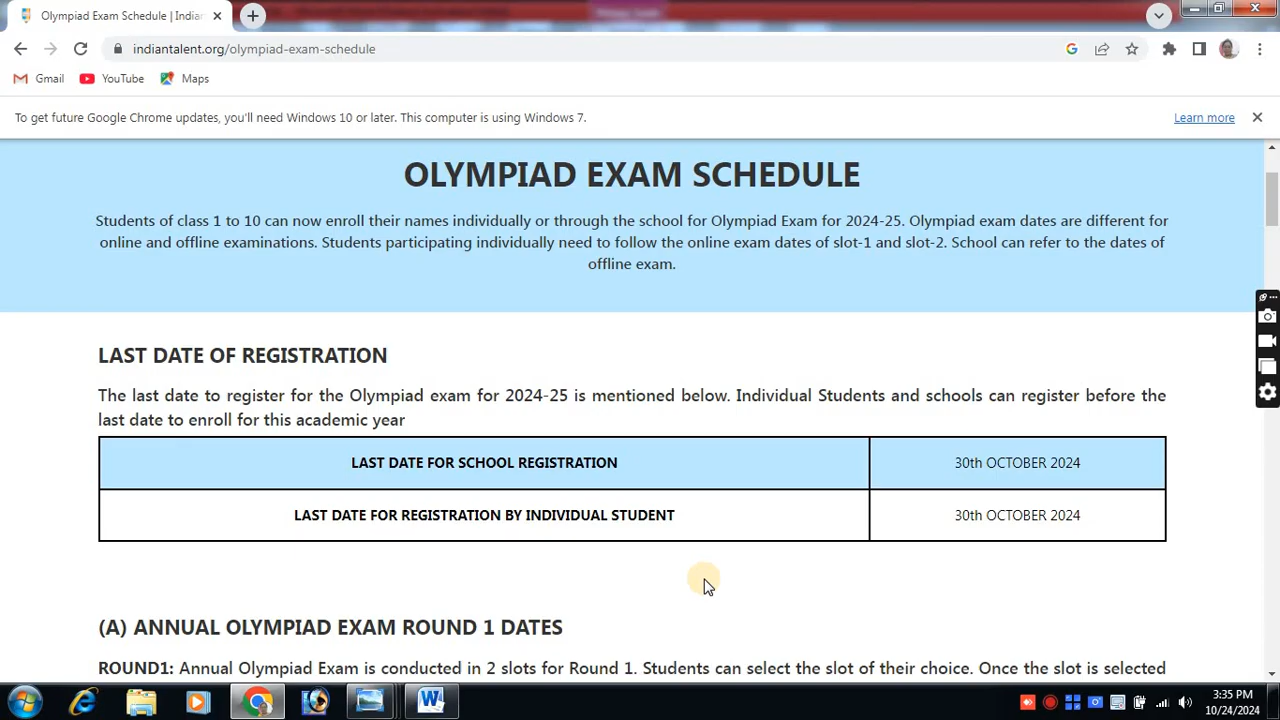 Olympiad Exam Schedule | Indian
indiantalent.org/olympiad-exam-schedule
Gmail YouTube Maps
To get future Google Chrome updates, you'll need Windows 10 or later. This computer is using Windows 7. Learn more
OLYMPIAD EXAM SCHEDULE
Students of class 1 to 10 can now enroll their names individually or through the school for Olympiad Exam for 2024-25. Olympiad exam dates are different for
online and offline examinations. Students participating individually need to follow the online exam dates of slot-1 and slot-2. School can refer to the dates of
offline exam.
LAST DATE OF REGISTRATION
The last date to register for the Olympiad exam for 2024-25 is mentioned below. Individual Students and schools can register before the
last date to enroll for this academic year
LAST DATE FOR SCHOOL REGISTRATION 30th OCTOBER 2024
LAST DATE FOR REGISTRATION BY INDIVIDUAL STUDENT 30th OCTOBER 2024
(A) ANNUAL OLYMPIAD EXAM ROUND 1 DATES
ROUND1: Annual Olympiad Exam is conducted in 2 slots for Round 1. Students can select the slot of their choice. Once the slot is selected
3:35 PM
10/24/2024